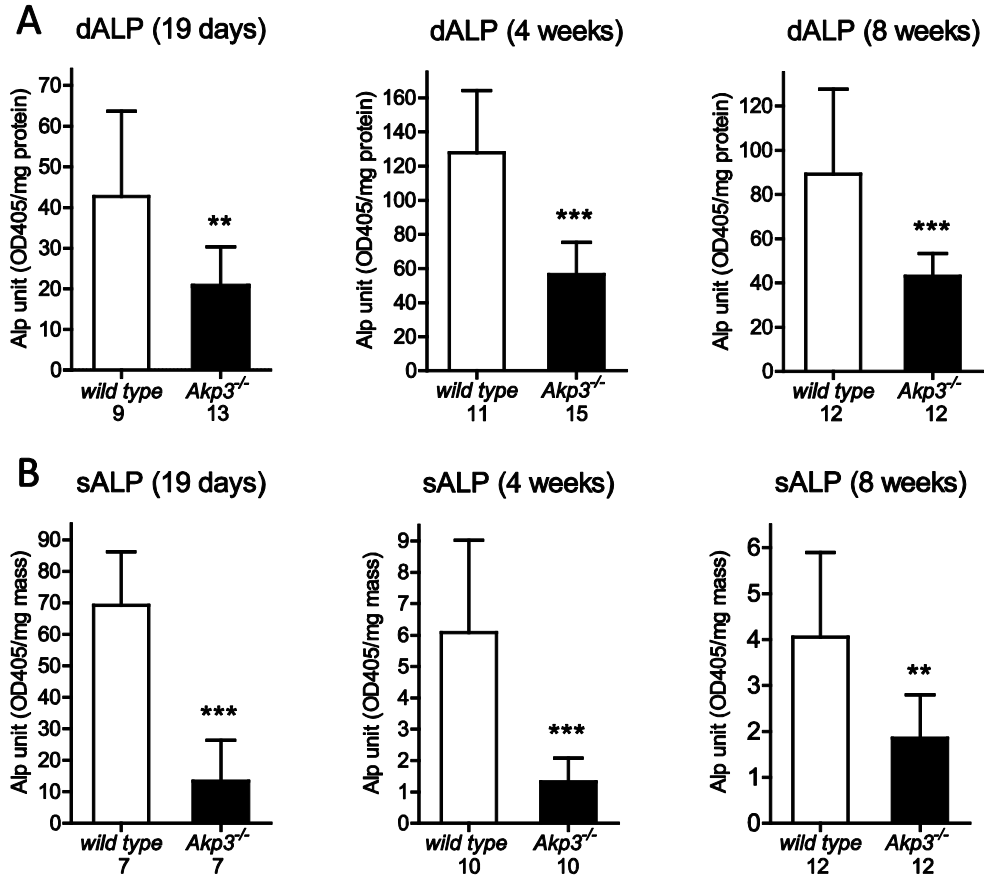 A
dALP (19 days)
dALP (4 weeks)
dALP (8 weeks)
Alp unit (OD405/mg protein)
70
60
50
40
30
20
10
0
**
wild type
Akp3-/-
9
13
Alp unit (OD405/mg protein)
160
140
120
100
80
60
40
20
0
***
wild type
Akp3-/-
11
15
Alp unit (OD405/mg protein)
120
100
80
60
40
20
0
***
wild type
Akp3-/-
12
12
B
sALP (19 days)
sALP (4 weeks)
sALP (8 weeks)
Alp unit (OD405/mg mass)
90
80
70
60
50
40
30
20
10
0
***
wild type
Akp3-/-
7
7
Alp unit (OD405/mg mass)
9
8
7
6
5
4
3
2
1
0
***
wild type
Akp3-/-
10
10
Alp unit (OD405/mg mass)
6
5
4
3
2
1
0
**
wild type
Akp3-/-
12
12